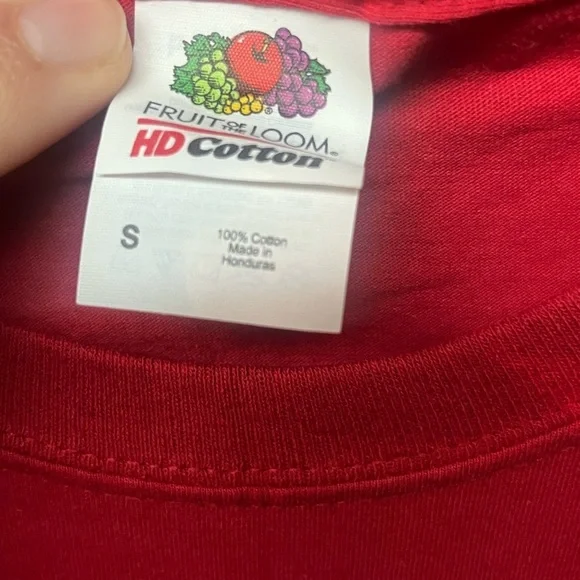 FRUIT OF THE LOOM®
HD Cotton
S
100% Cotton
Made in
Honduras